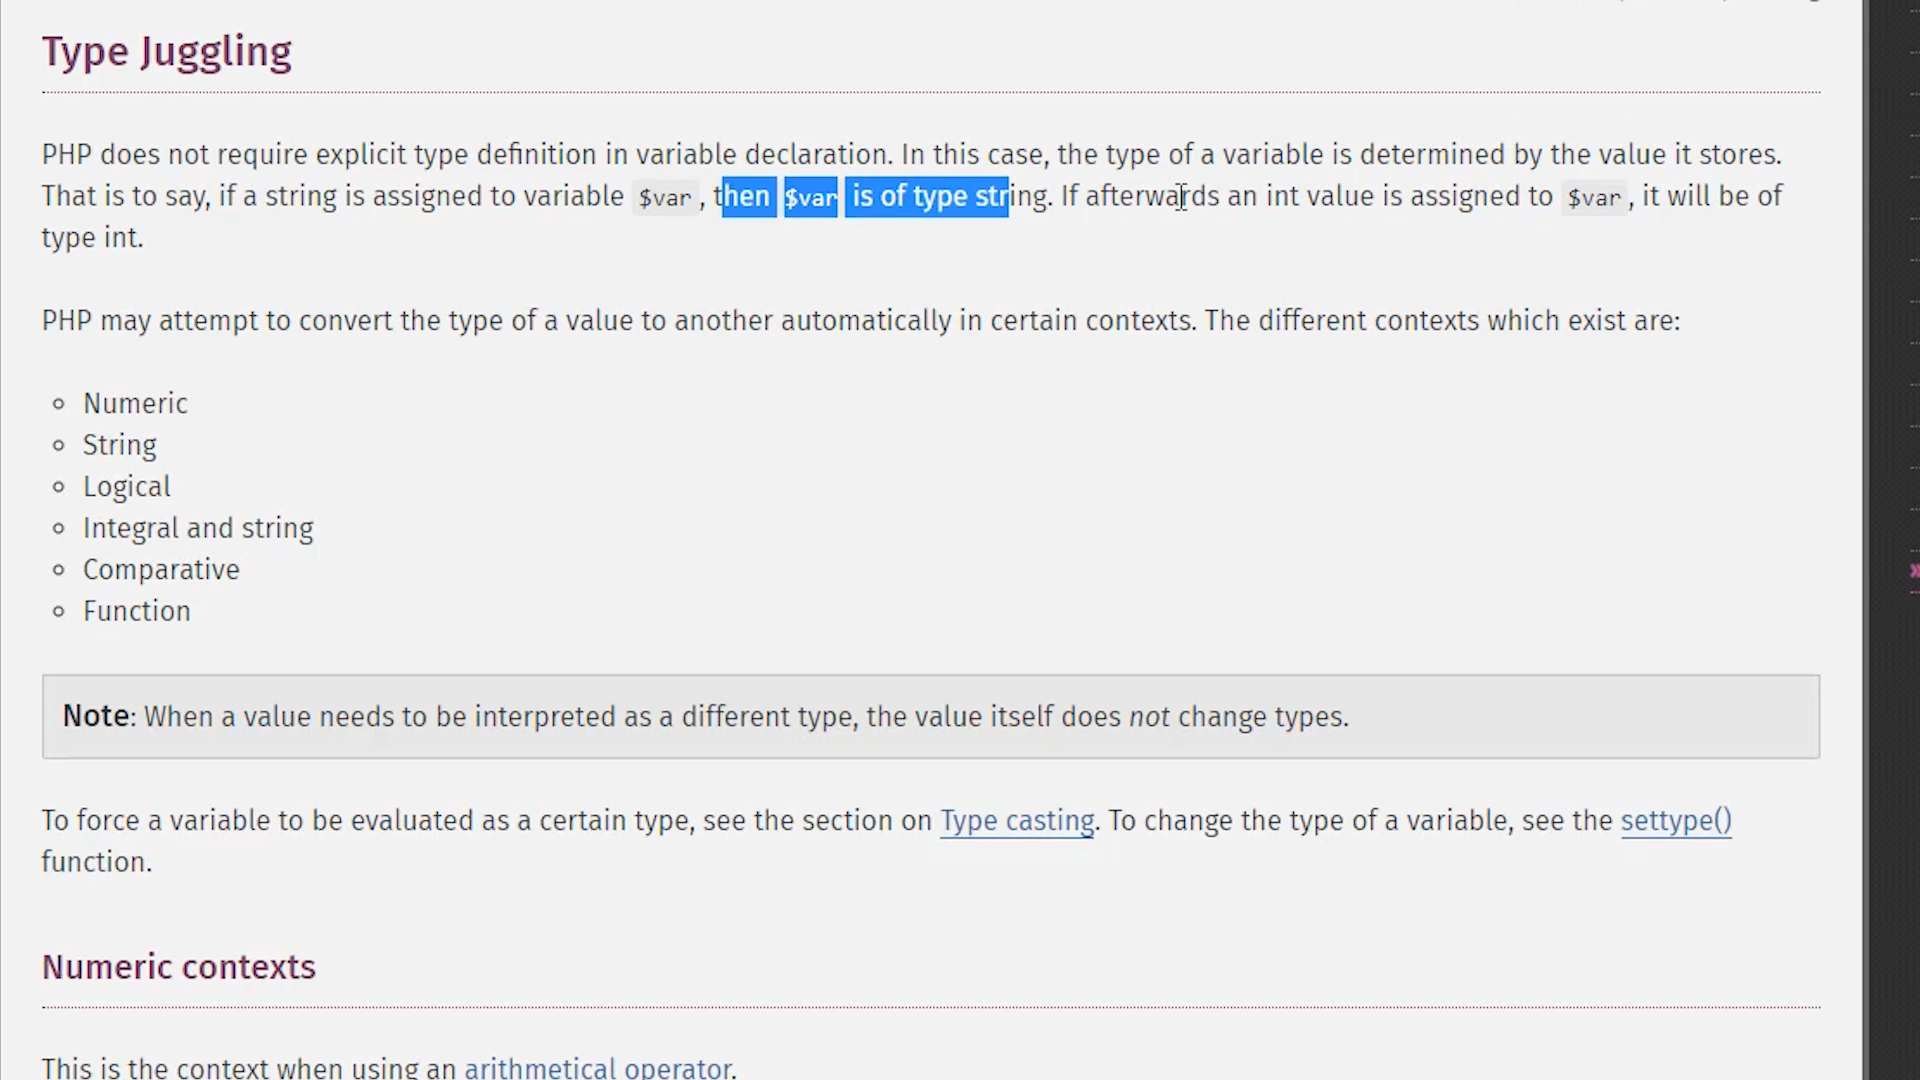 Type Juggling
PHP does not require explicit type definition in variable declaration. In this case, the type of a variable is determined by the value it stores.
That is to say, if a string is assigned to variable $var , then $var is of type string. If afterwards an int value is assigned to $var , it will be of
type int.
PHP may attempt to convert the type of a value to another automatically in certain contexts. The different contexts which exist are:
Numeric
String
Logical
Integral and string
Comparative
Function
Note: When a value needs to be interpreted as a different type, the value itself does not change types.
To force a variable to be evaluated as a certain type, see the section on Type casting. To change the type of a variable, see the settype()
function.
Numeric contexts
This is the context when using an arithmetical operator.